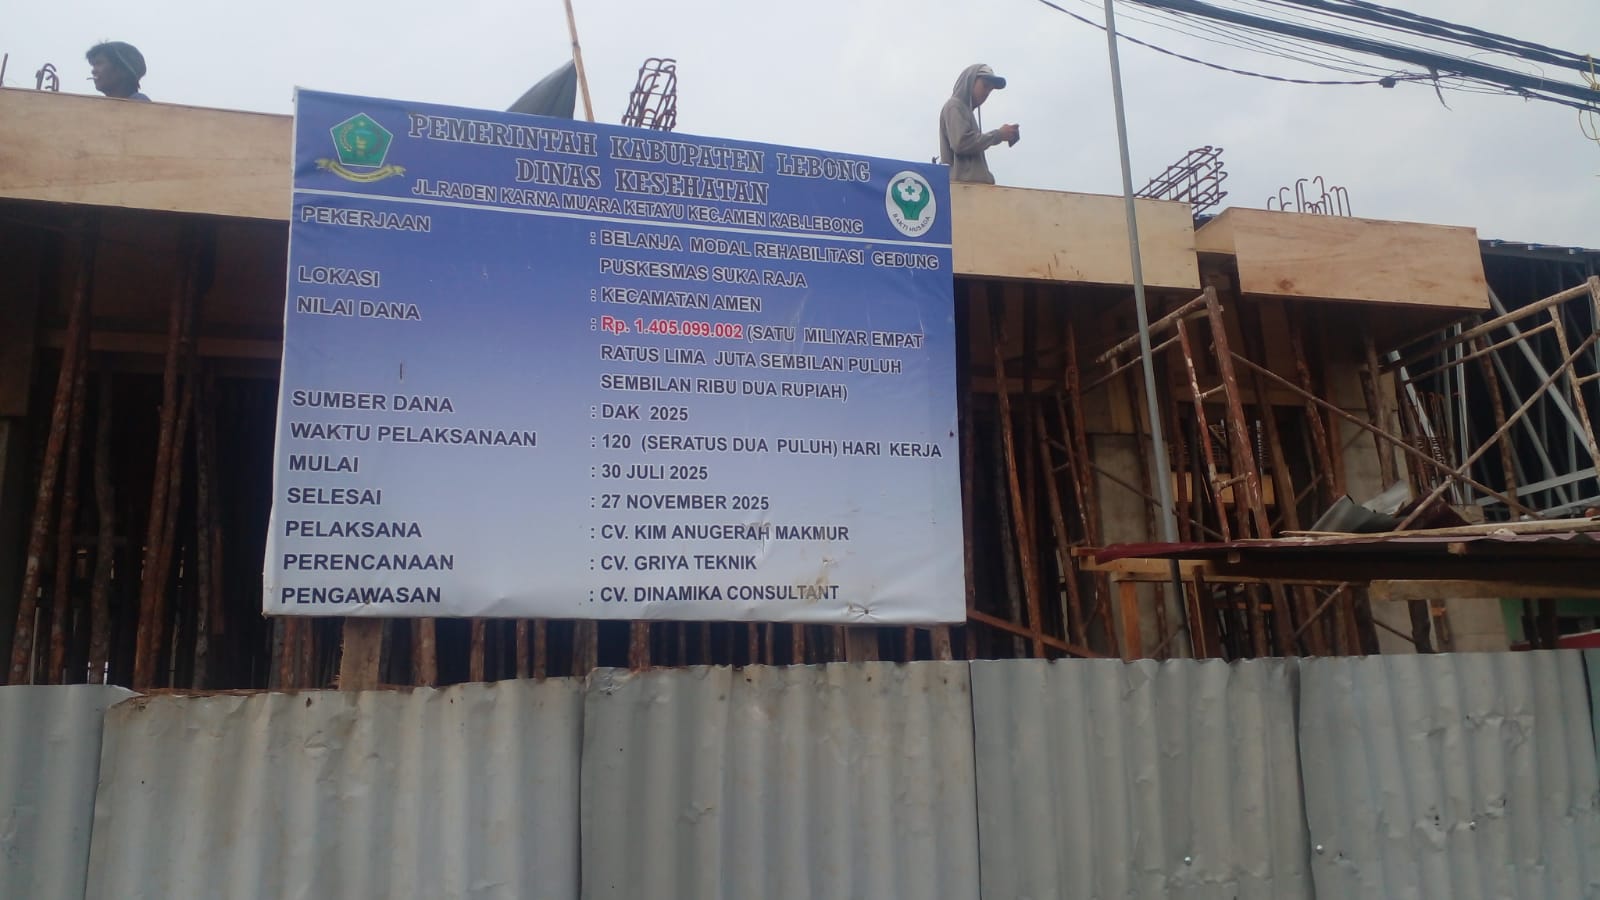 PEMERINTAH KABUPATEN LEBONG
DINAS KESEHATAN
JL.RADEN KARNA MUARA KETAYU KEC.AMEN KAB.LEBONG
BAKTI HUSADA
PEKERJAAN : BELANJA MODAL REHABILITASI GEDUNG
PUSKESMAS SUKA RAJA
LOKASI : KECAMATAN AMEN
NILAI DANA : Rp. 1.405.099.002 (SATU MILIYAR EMPAT
RATUS LIMA JUTA SEMBILAN PULUH
SEMBILAN RIBU DUA RUPIAH)
SUMBER DANA : DAK 2025
WAKTU PELAKSANAAN : 120 (SERATUS DUA PULUH) HARI KERJA
MULAI : 30 JULI 2025
SELESAI : 27 NOVEMBER 2025
PELAKSANA : CV. KIM ANUGERAH MAKMUR
PERENCANAAN : CV. GRIYA TEKNIK
PENGAWASAN : CV. DINAMIKA CONSULTANT